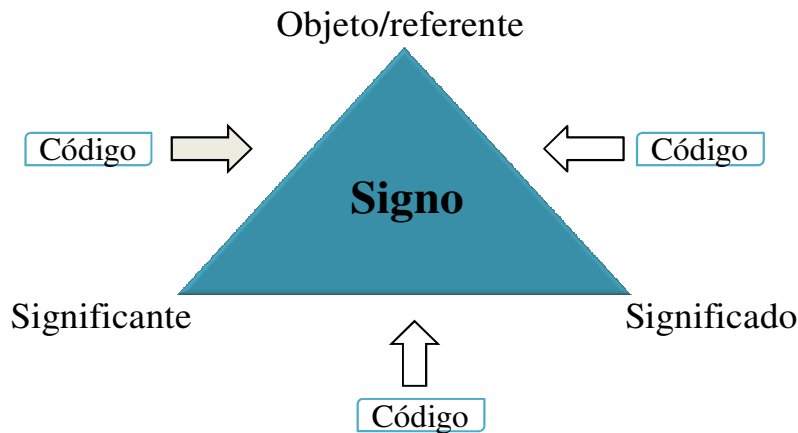 Objeto/referente
Código
Código
Signo
Significante
Significado
Código